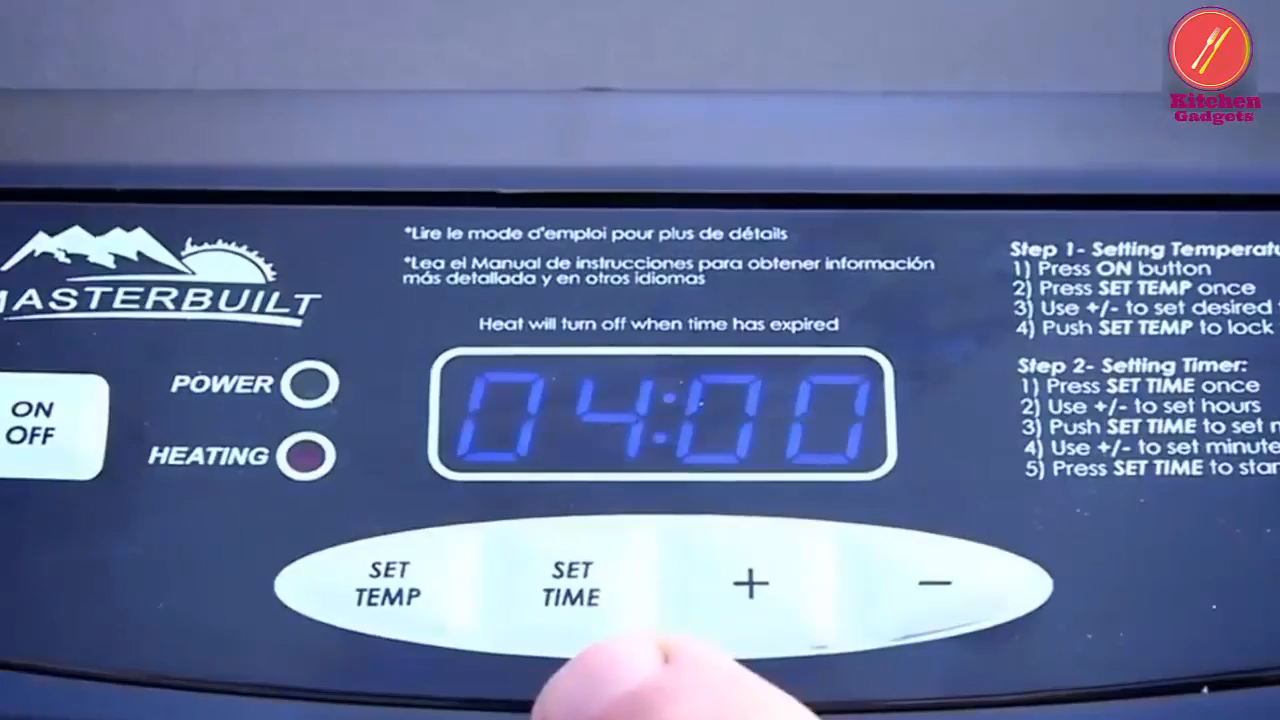 Kitchen
Gadgets
MASTERBUILT
*Lire le mode d'emploi pour plus de détails
*Lea el Manual de instrucciones para obtener información
más detallada y en otros idiomas
Heat will turn off when time has expired
04:00
POWER
HEATING
ON
OFF
SET
TEMP
SET
TIME
+
-
Step 1- Setting
1) Press ON button
2) Press SET TEMP once
3) Use +/- to set desired
4) Push SET TEMP to lock
Step 2- Setting Timer:
1) Press SET TIME once
2) Use +/- to set hours
3) Push SET TIME to set
4) Use +/- to set
5) Press SET TIME to